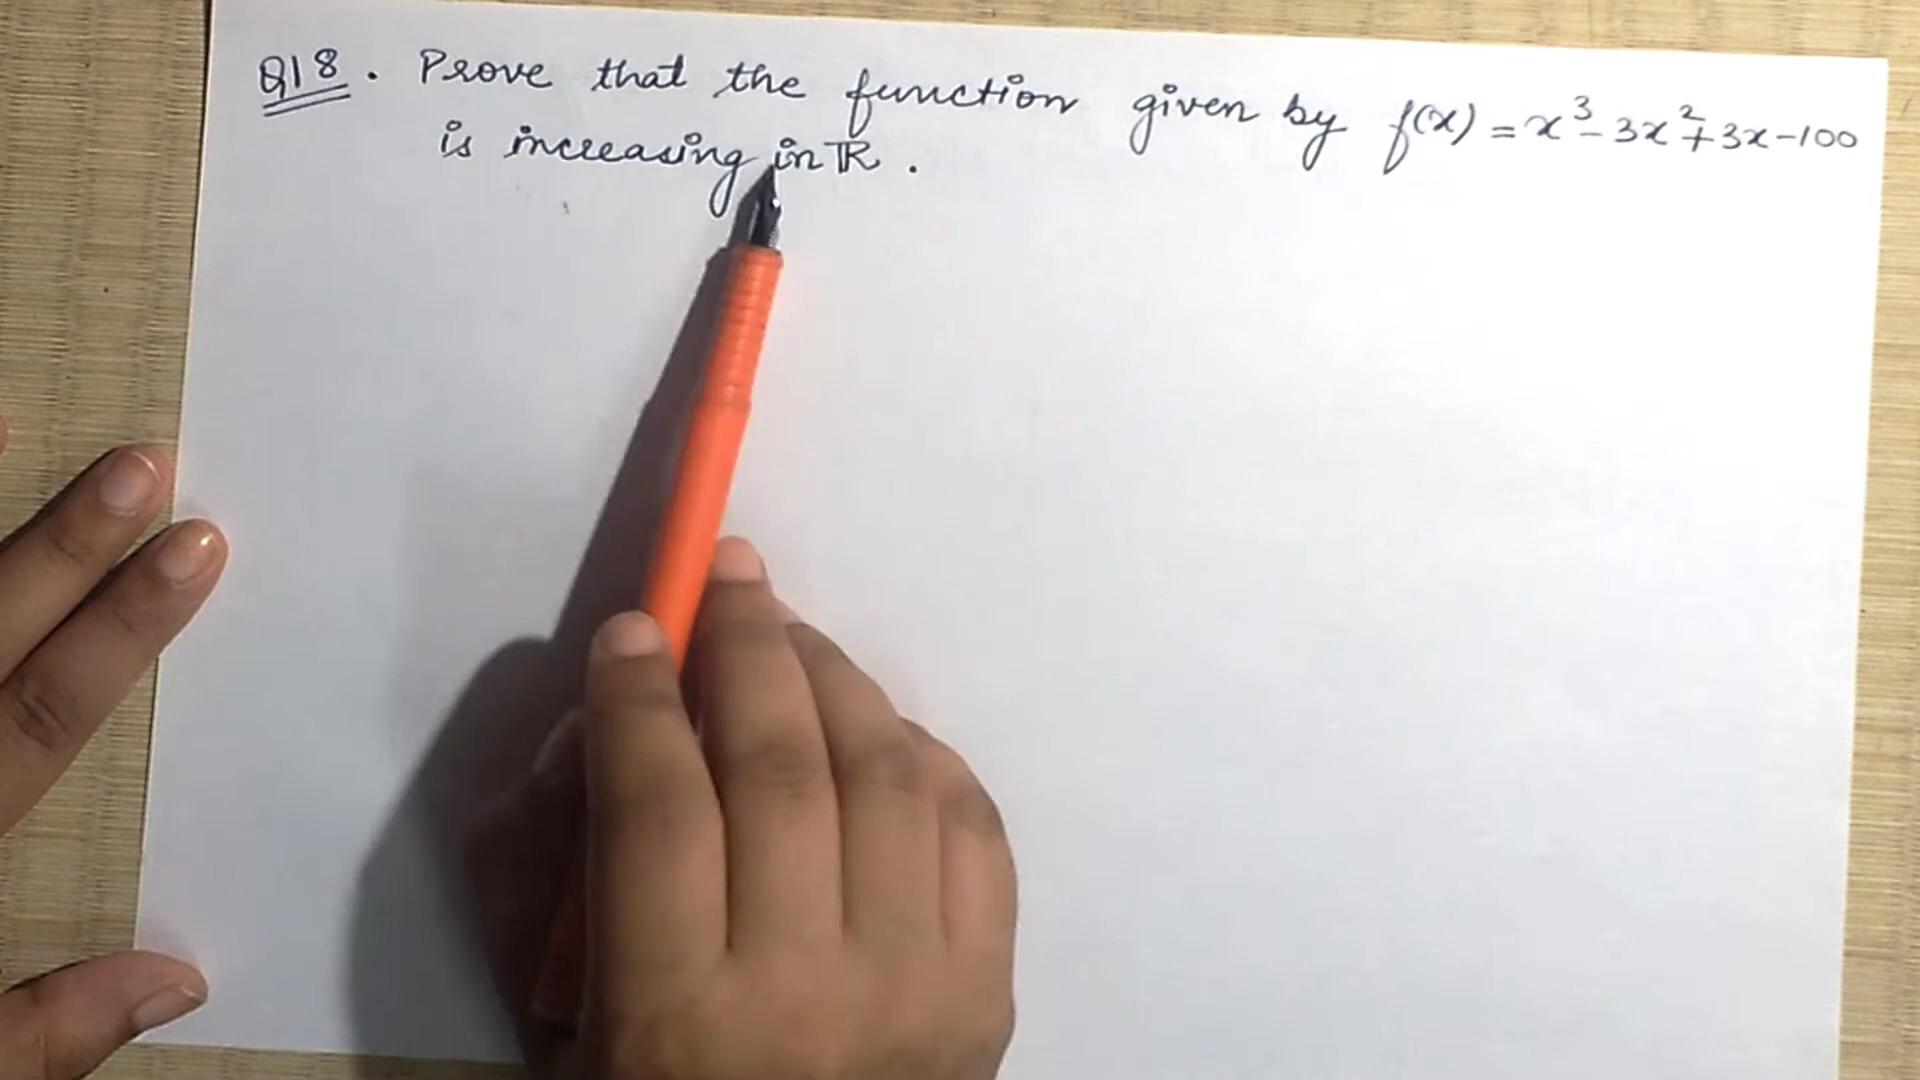 Q18. Prove that the function given by f(x) = x³ - 3x² + 3x - 100
is increasing in ℝ.